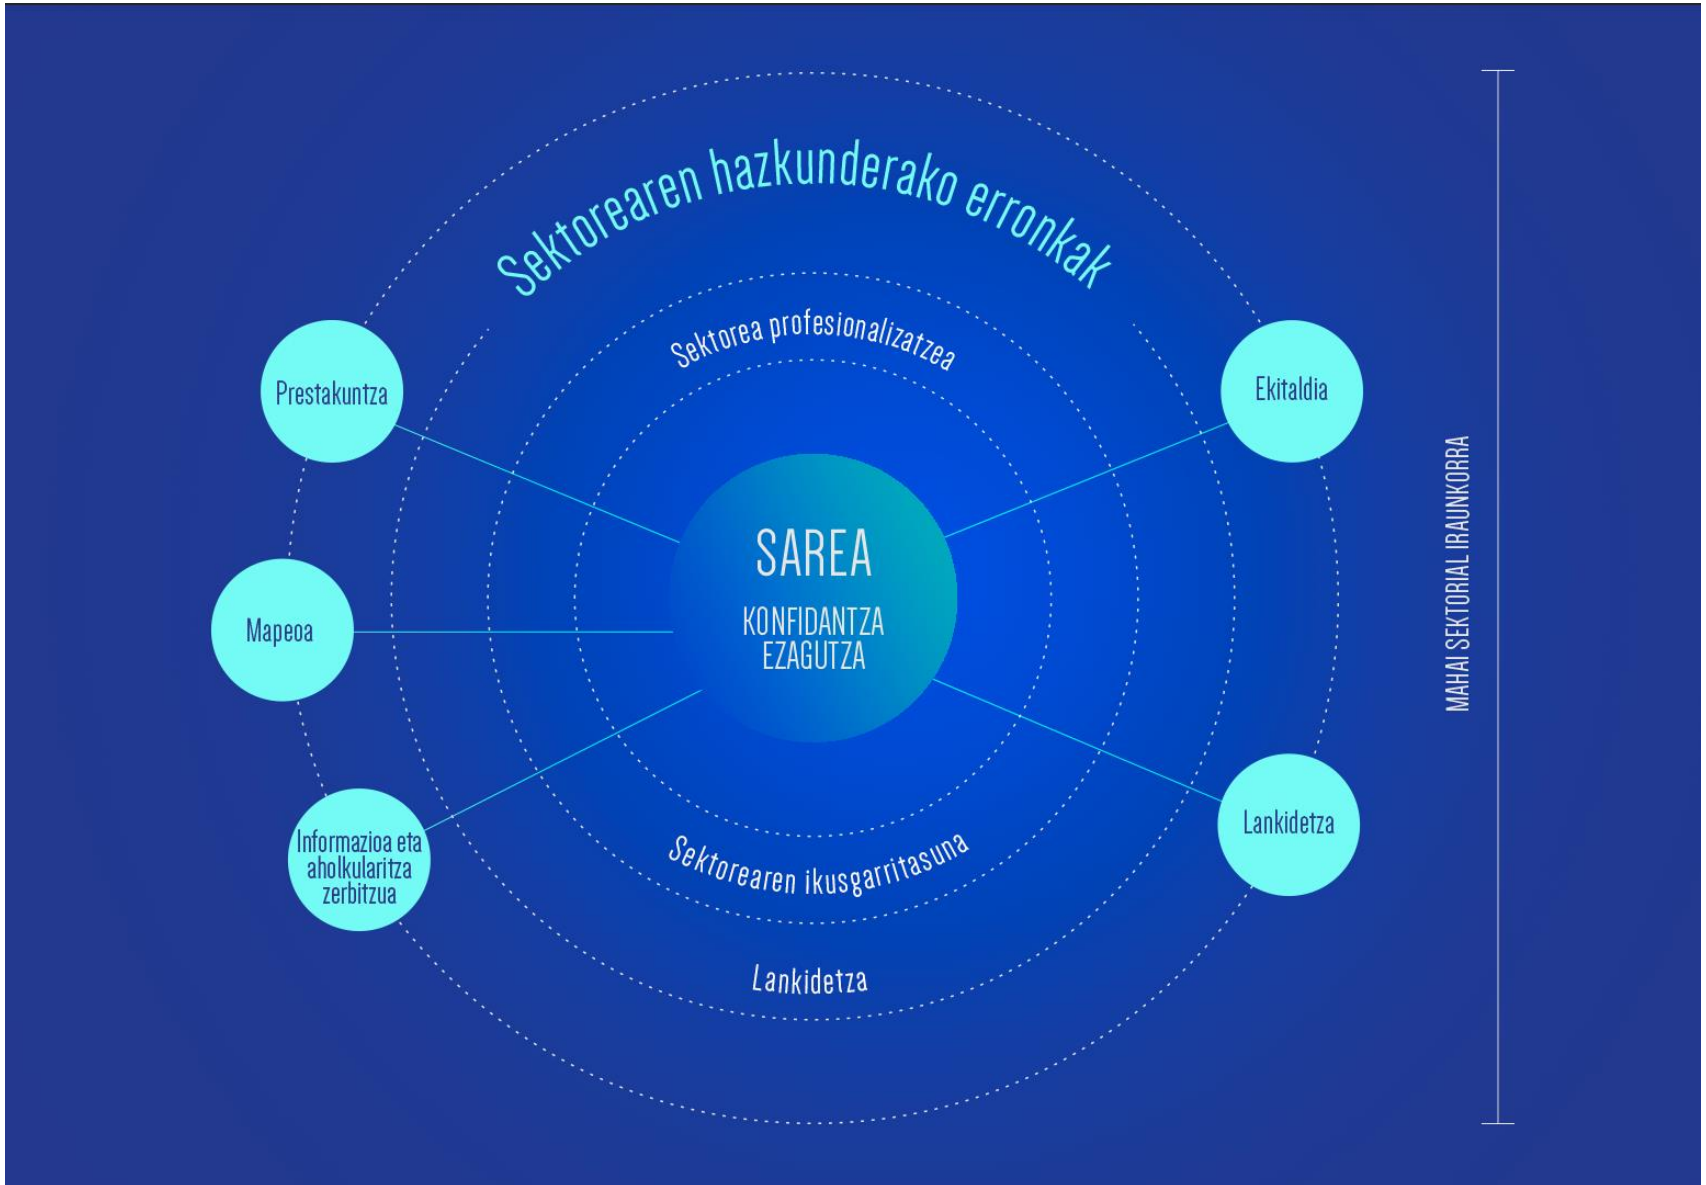 Sektorearen hazkunderako erronkak
Sektorea profesionalizatzea
Prestakuntza
Ekitaldia
SAREA
KONFIDANTZA
EZAGUTZA
Mapeoa
MAHAI SEKTORIAL IRAUNKORRA
Informazioa eta
aholkularitza
zerbitzua
Lankidetza
Sektorearen ikusgarritasuna
Lankidetza